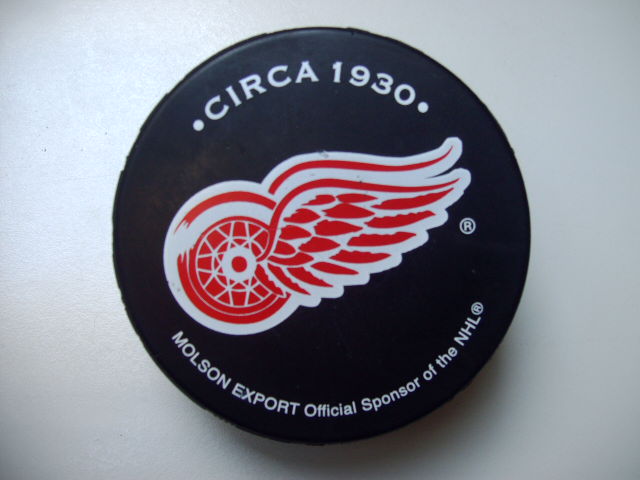 •CIRCA 1930•
®
MOLSON EXPORT Official Sponsor of the NHL®